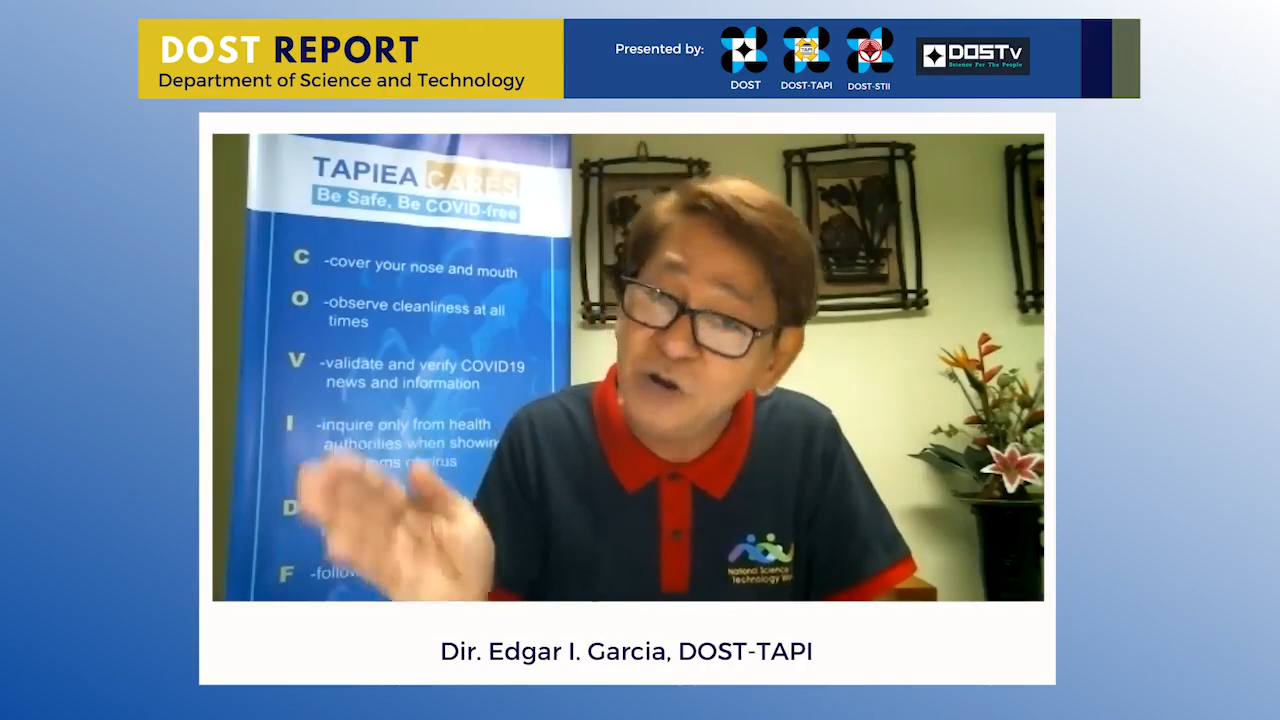 DOST REPORT
Department of Science and Technology
Presented by:
DOST
DOST-TAPI
DOST-STII
TAPI
DOSTv
Science For The People
TAPIEA CARES
Be Safe, Be COVID-free
C -cover your nose and mouth
O -observe cleanliness at all
times
V -validate and verify COVID19
news and information
I -inquire only from health
authorities when showing
virus
D
F
National Science
Technology
Dir. Edgar I. Garcia, DOST-TAPI